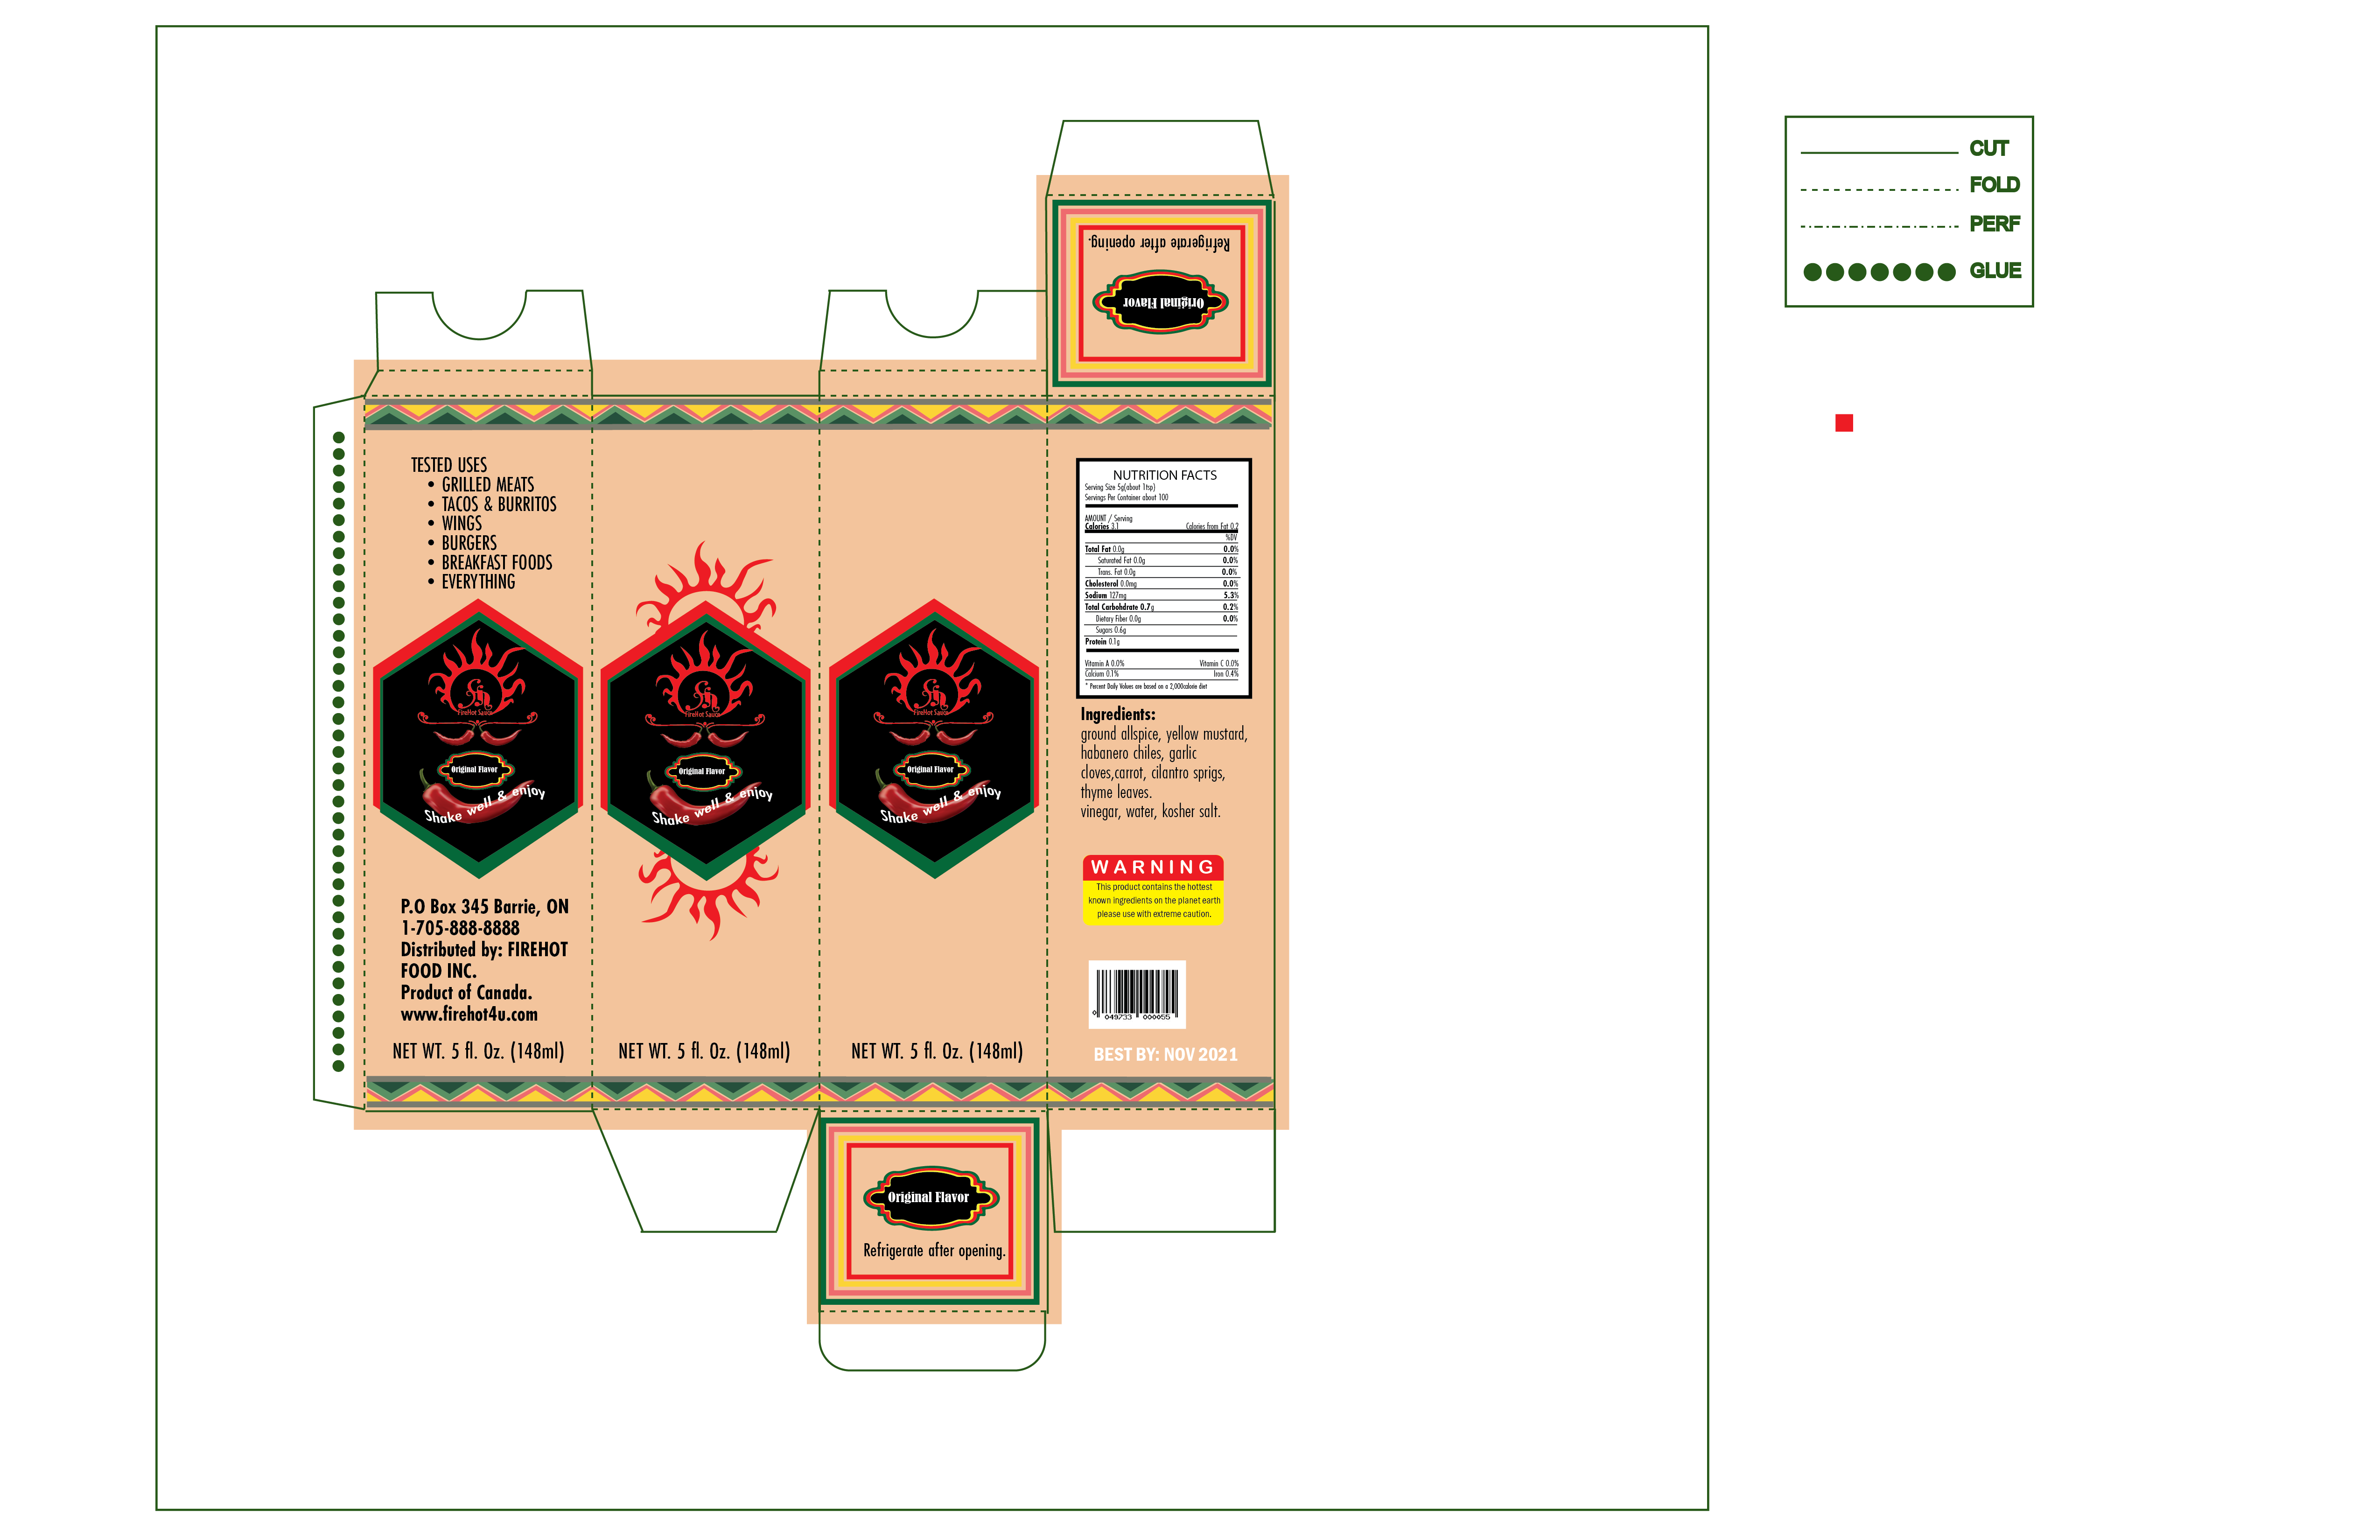 CUT
FOLD
PERF
GLUE
Refrigerate after opening.
Original Flavor
TESTED USES
• GRILLED MEATS
• TACOS & BURRITOS
• WINGS
• BURGERS
• BREAKFAST FOODS
• EVERYTHING
fh
FireHot Sauce
Original Flavor
Shake well & enjoy
P.O Box 345 Barrie, ON
1-705-888-8888
Distributed by: FIREHOT
FOOD INC.
Product of Canada.
www.firehot4u.com
NET WT. 5 fl. Oz. (148ml)
fh
FireHot Sauce
Original Flavor
Shake well & enjoy
NET WT. 5 fl. Oz. (148ml)
fh
FireHot Sauce
Original Flavor
Shake well & enjoy
NET WT. 5 fl. Oz. (148ml)
NUTRITION FACTS
Serving Size 5g(about 1tsp)
Servings Per Container about 100
AMOUNT / Serving
Calories 3.1 Calories from Fat 0.2
%DV
Total Fat 0.0g 0.0%
Saturated Fat 0.0g 0.0%
Trans. Fat 0.0g 0.0%
Cholesterol 0.0mg 0.0%
Sodium 127mg 5.3%
Total Carbohdrate 0.7g 0.2%
Dietary Fiber 0.0g 0.0%
Sugars 0.6g
Protein 0.1g
Vitamin A 0.0% Vitamin C 0.0%
Calcium 0.1% Iron 0.4%
* Percent Daily Values are based on a 2,000calorie diet
Ingredients:
ground allspice, yellow mustard,
habanero chiles, garlic
cloves,carrot, cilantro sprigs,
thyme leaves.
vinegar, water, kosher salt.
WARNING
This product contains the hottest
known ingredients on the planet earth
please use with extreme caution.
0 049733 000055
BEST BY: NOV 2021
Original Flavor
Refrigerate after opening.